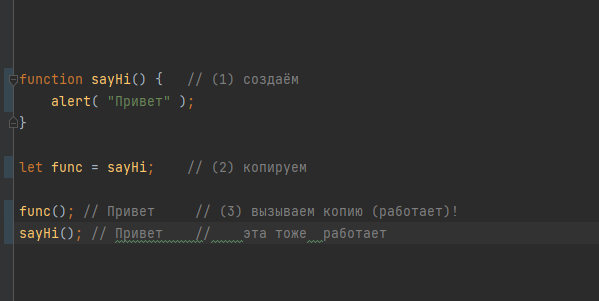 function sayHi() {   // (1) создаём
    alert( "Привет" );
}
let func = sayHi;    // (2) копируем
func(); // Привет     // (3) вызываем копию (работает)!
sayHi(); // Привет    //    эта тоже  работает